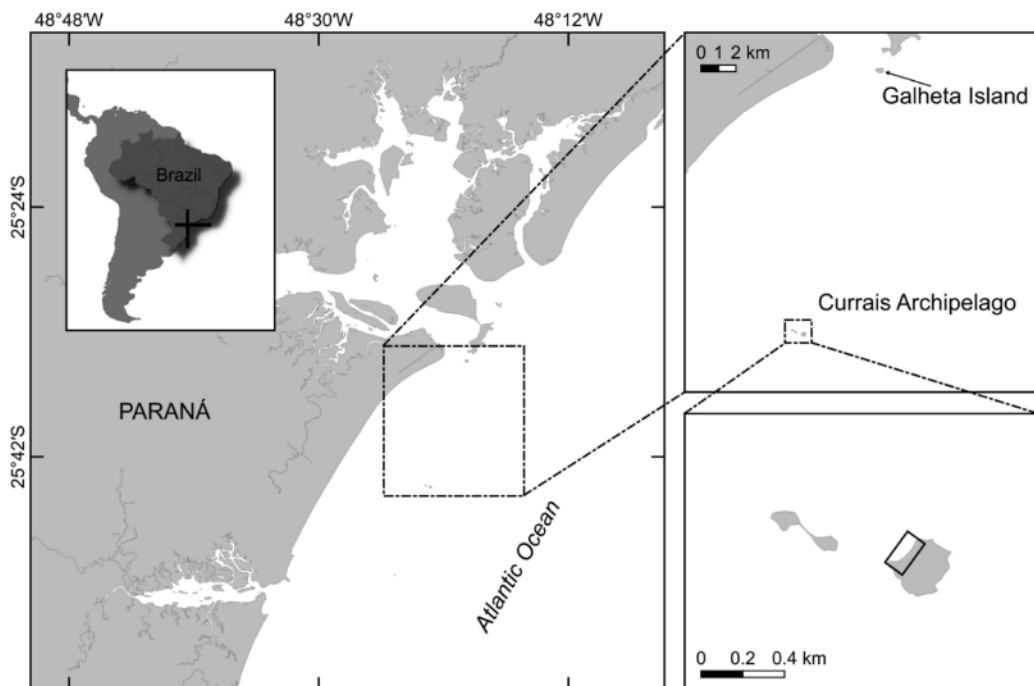 48°48'W 48°30'W 48°12'W
25°24'S
25°42'S
Brazil
PARANÁ
Atlantic Ocean
0 1 2 km
Galheta Island
Currais Archipelago
0 0.2 0.4 km